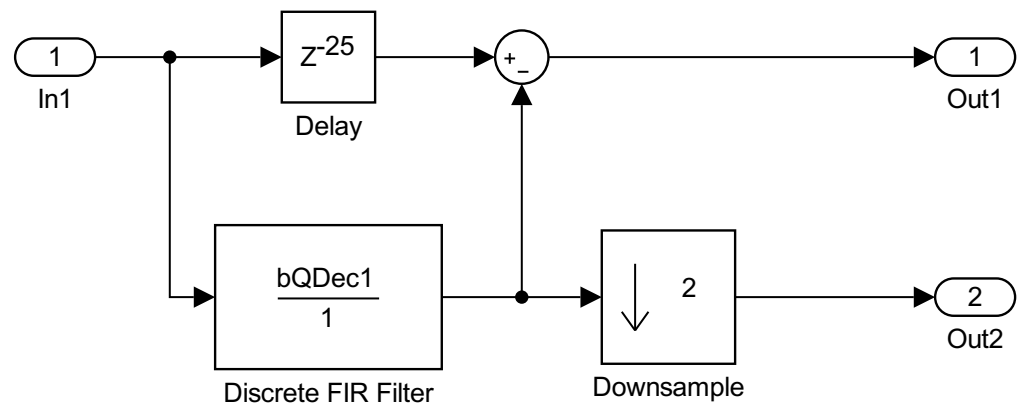 1
In1
Z-25
Delay
+
−
1
Out1
bQDec1
1
Discrete FIR Filter
2
Downsample
2
Out2